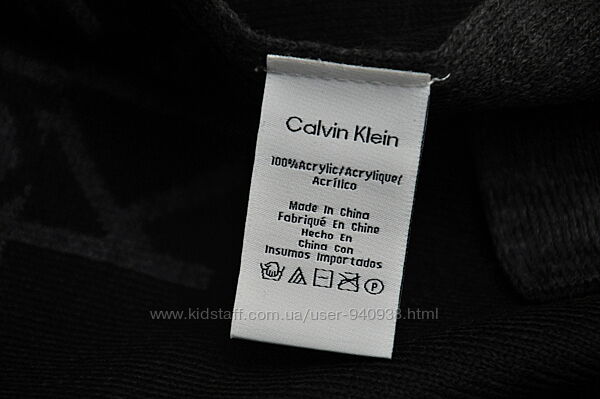 Calvin Klein
100%Acrylic/Acrylique/
Acrílico
Made In China
Fabriqué En Chine
Hecho En
China Con
Insumos Importados
P
www.kidstaff.com.ua/user-940933.html